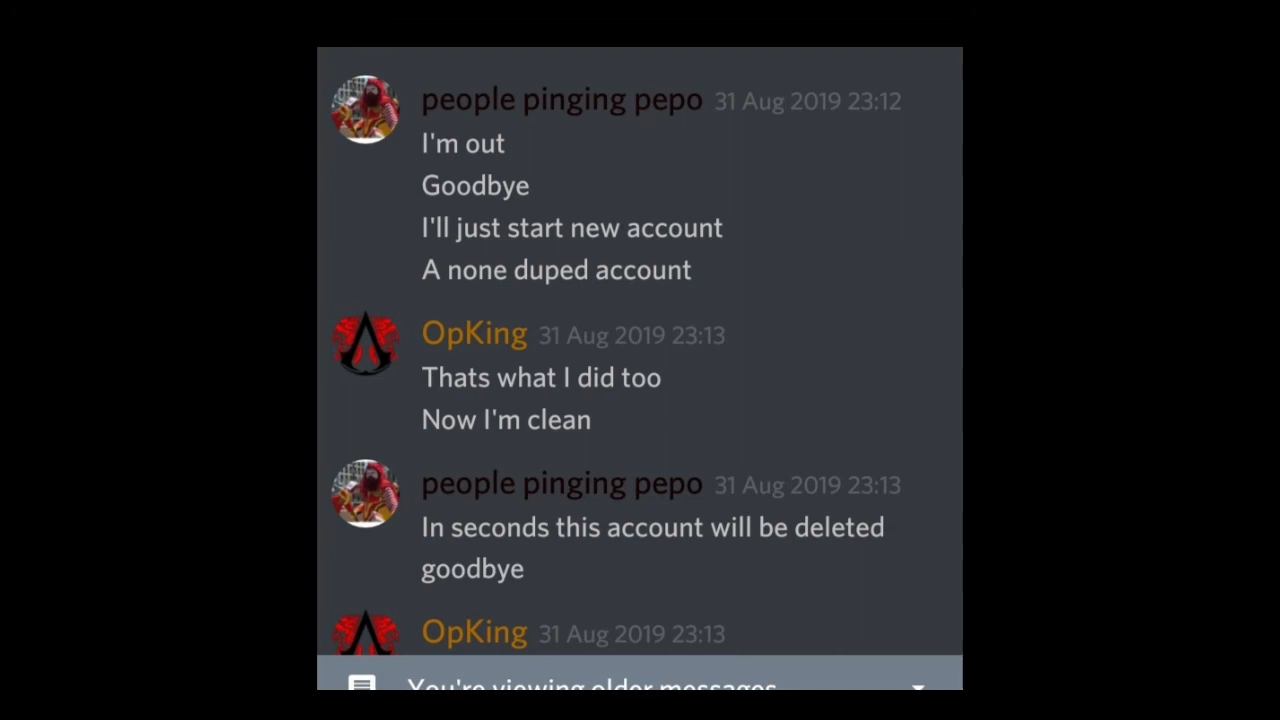 people pinging pepo 31 Aug 2019 23:12
I'm out
Goodbye
I'll just start new account
A none duped account
OpKing 31 Aug 2019 23:13
Thats what I did too
Now I'm clean
people pinging pepo 31 Aug 2019 23:13
In seconds this account will be deleted
goodbye
OpKing 31 Aug 2019 23:13
You're viewing older messages